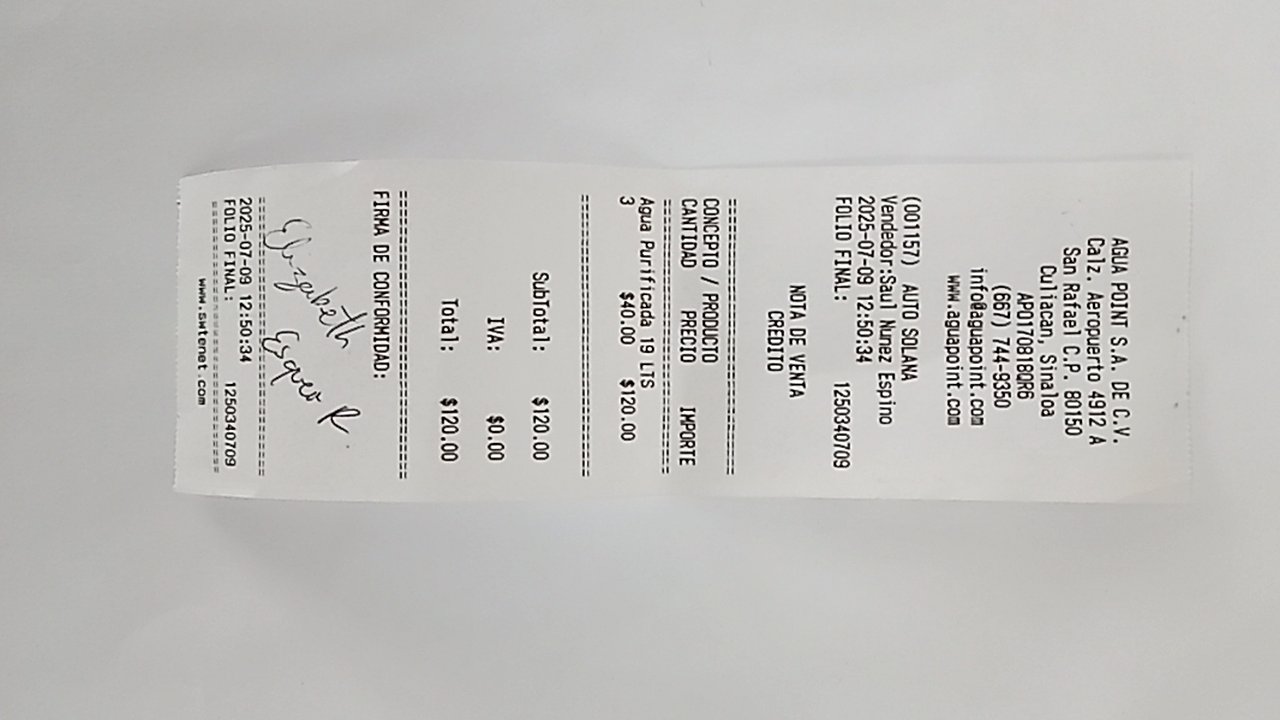 AGUA POINT S.A. DE C.V.
Calz. Aeropuerto 4912 A
San Rafael C.P. 80150
Culiacan, Sinaloa
APO170818QR6
(667) 744-9350
info@aguapoint.com
www.aguapoint.com
(001157) AUTO SOLANA
Vendedor:Saul Nunez Espino
2025-07-09 12:50:34
FOLIO FINAL: 1250340709
NOTA DE VENTA
CREDITO
CONCEPTO / PRODUCTO
CANTIDAD PRECIO IMPORTE
Agua Purificada 19 LTS
3 $40.00 $120.00
SubTotal: $120.00
IVA: $0.00
Total: $120.00
FIRMA DE CONFORMIDAD:
Elizabeth Esquer R.
2025-07-09 12:50:34
FOLIO FINAL: 1250340709
www.swtenet.com